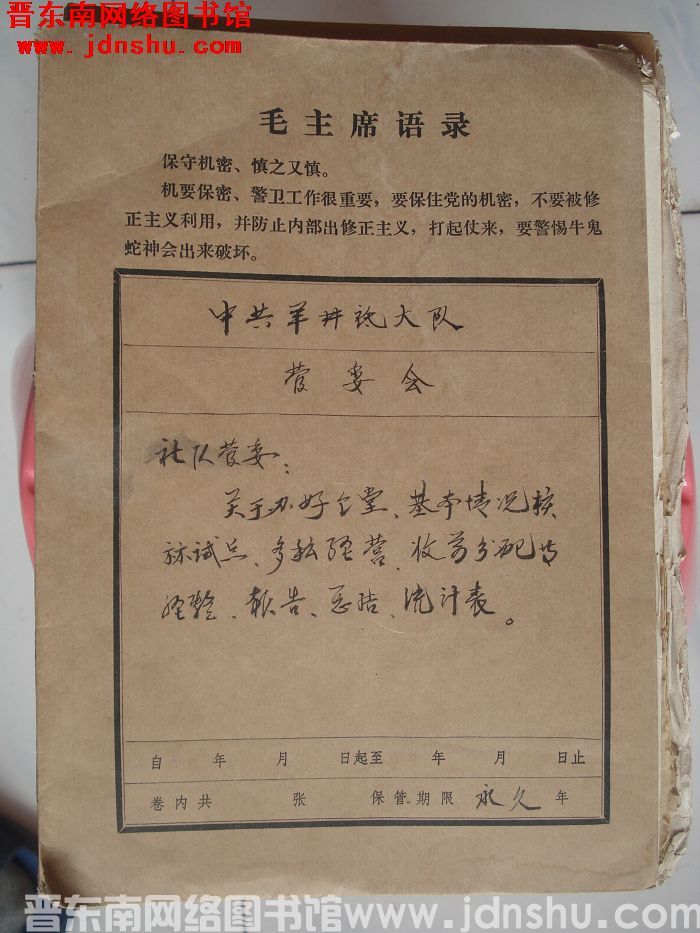 晋东南网络图书馆
www.jdnshu.com
毛主席语录
保守机密、慎之又慎。
机要保密、警卫工作很重要，要保住党的机密，不要被修
正主义利用，并防止内部出修正主义，打起仗来，要警惕牛鬼
蛇神会出来破坏。
中共羊井 大队
管委会
社队管委：
关于办好食堂、基本情况核
试点、多种经营、收益分配的
经验、报告、总结、统计表。
自 年 月 日起至 年 月 日止
卷内共 张 保管期限 永久 年
晋东南网络图书馆www.jdnshu.com